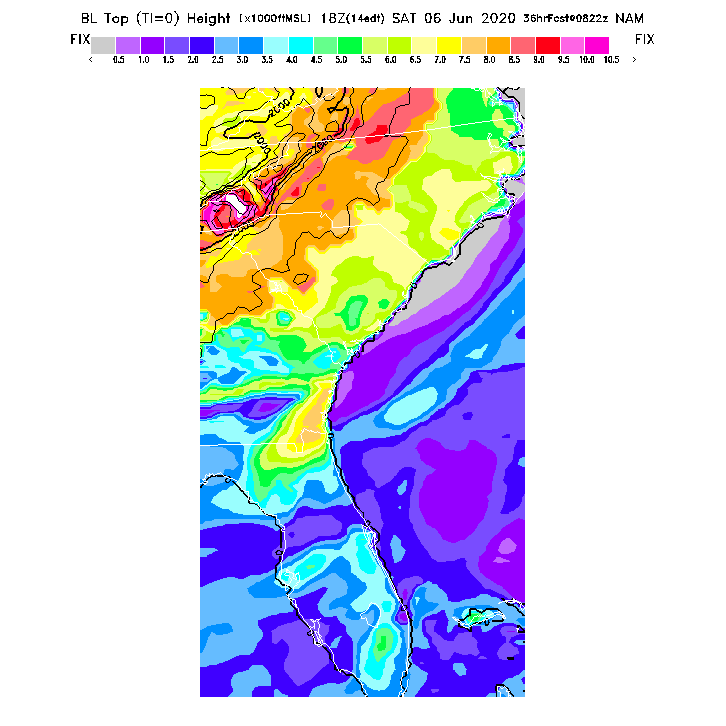 BL Top (TI=0) Height [x1000ftMSL] 18Z(14edt) SAT 06 Jun 2020 36hrFcst@0822z NAM
FIX FIX
< 0.5 1.0 1.5 2.0 2.5 3.0 3.5 4.0 4.5 5.0 5.5 6.0 6.5 7.0 7.5 8.0 8.5 9.0 9.5 10.0 10.5 >
2000
2000